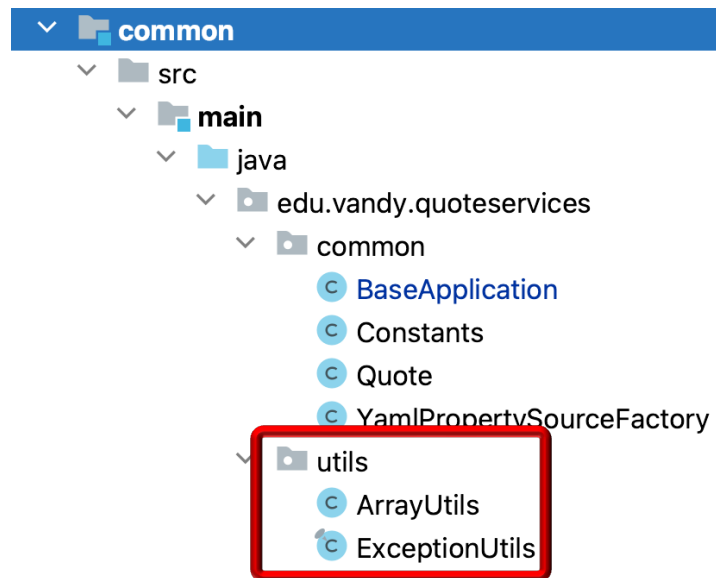 common
src
main
java
edu.vandy.quoteservices
common
C BaseApplication
C Constants
C Quote
C YamlPropertySourceFactory
utils
C ArrayUtils
C ExceptionUtils